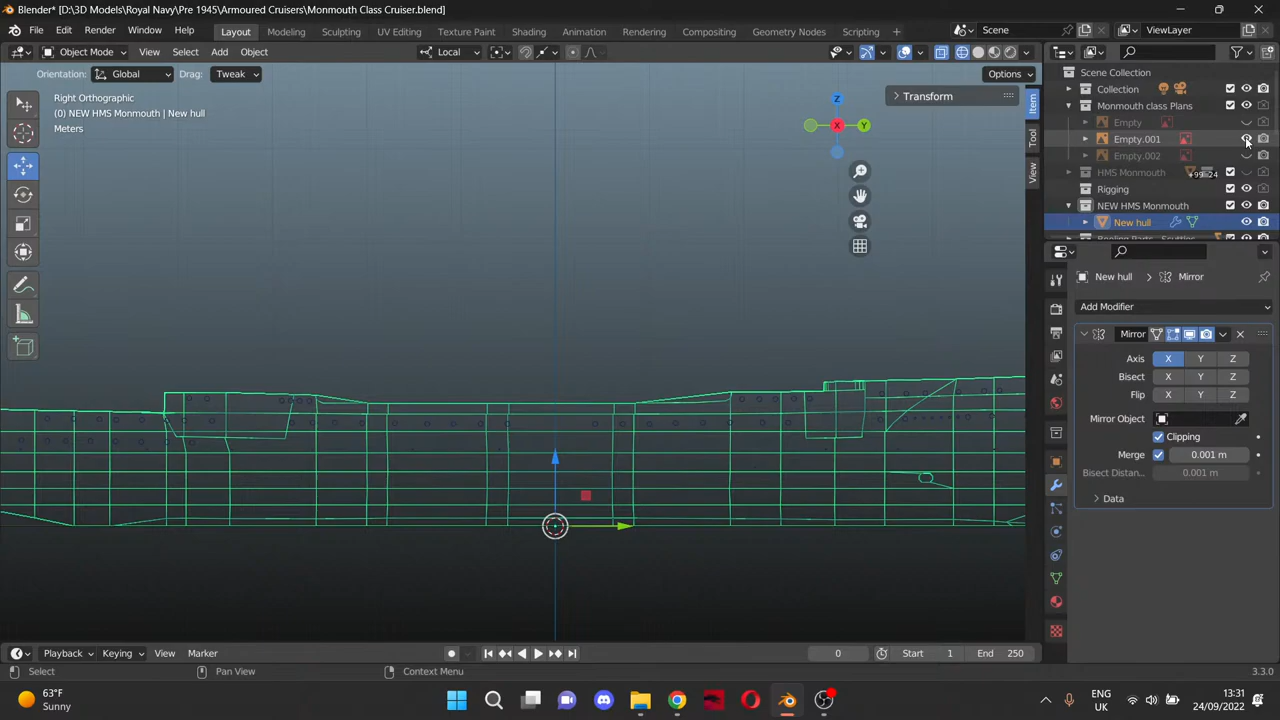 Blender* [D:\3D Models\Royal Navy\Pre 1945\Armoured Cruisers\Monmouth Class Cruiser.blend]
File Edit Render Window Help Layout Modeling Sculpting UV Editing Texture Paint Shading Animation Rendering Compositing Geometry Nodes Scripting + Scene ViewLayer
Object Mode View Select Add Object Local
Orientation: Global Drag: Tweak Options
Right Orthographic
(0) NEW HMS Monmouth | New hull
Meters
Z
X
Y
Transform
Item
Tool
View
Scene Collection
Collection
Monmouth class Plans
Empty
Empty.001
Empty.002
HMS Monmouth +99 24
Rigging
NEW HMS Monmouth
New hull
New hull Mirror
Add Modifier
Mirror
Axis X Y Z
Bisect X Y Z
Flip X Y Z
Mirror Object
Clipping
Merge 0.001 m
Bisect Distan... 0.001 m
Data
Playback Keying View Marker 0 Start 1 End 250
Select Pan View Context Menu 3.3.0
63°F
Sunny
ENG
UK
13:31
24/09/2022